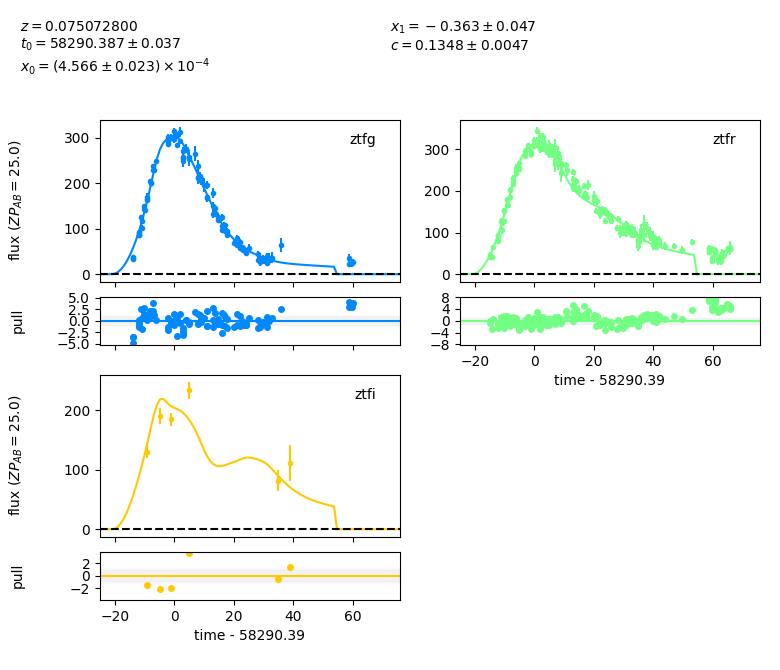 z = 0.075072800
t₀ = 58290.387 ± 0.037
x₀ = (4.566 ± 0.023) × 10⁻⁴
x₁ = −0.363 ± 0.047
c = 0.1348 ± 0.0047
flux (ZP_AB = 25.0)
300
200
100
0
ztfg
pull
5.0
2.5
0.0
−2.5
−5.0
300
200
100
0
ztfr
8
4
0
−4
−8
−20 0 20 40 60
time - 58290.39
flux (ZP_AB = 25.0)
200
100
0
ztfi
pull
2
0
−2
−20 0 20 40 60
time - 58290.39